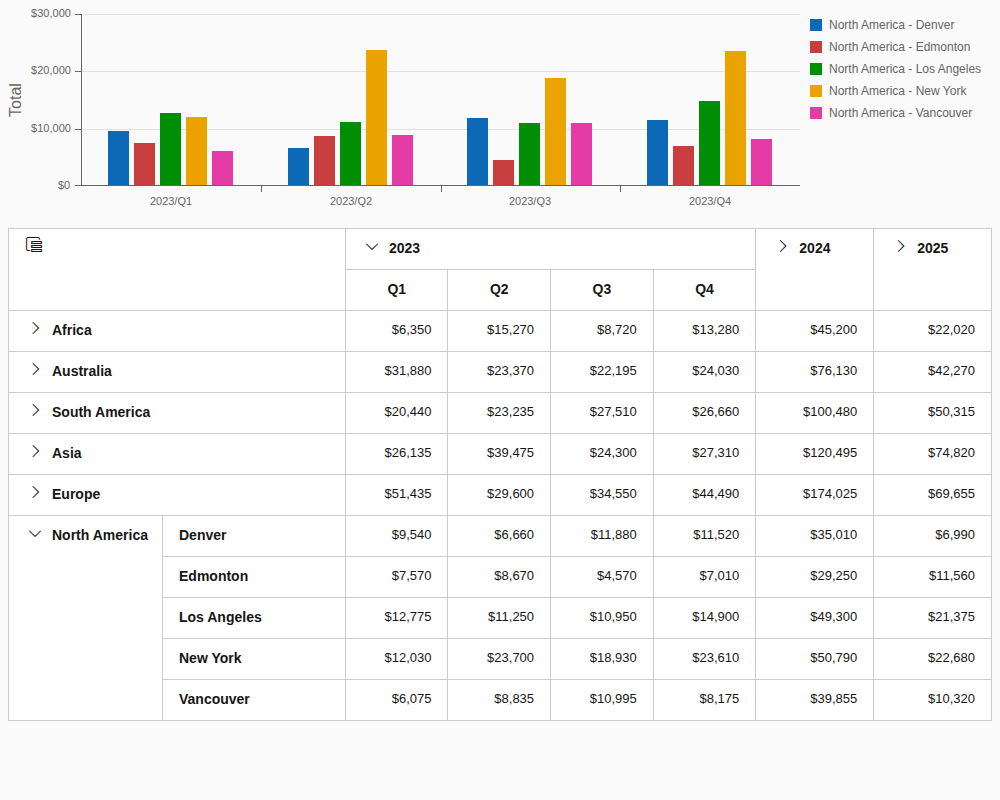 $30,000
$20,000
$10,000
$0
Total
2023/Q1 2023/Q2 2023/Q3 2023/Q4
North America - Denver
North America - Edmonton
North America - Los Angeles
North America - New York
North America - Vancouver
2023 2024 2025
Q1 Q2 Q3 Q4
Africa $6,350 $15,270 $8,720 $13,280 $45,200 $22,020
Australia $31,880 $23,370 $22,195 $24,030 $76,130 $42,270
South America $20,440 $23,235 $27,510 $26,660 $100,480 $50,315
Asia $26,135 $39,475 $24,300 $27,310 $120,495 $74,820
Europe $51,435 $29,600 $34,550 $44,490 $174,025 $69,655
North America Denver $9,540 $6,660 $11,880 $11,520 $35,010 $6,990
Edmonton $7,570 $8,670 $4,570 $7,010 $29,250 $11,560
Los Angeles $12,775 $11,250 $10,950 $14,900 $49,300 $21,375
New York $12,030 $23,700 $18,930 $23,610 $50,790 $22,680
Vancouver $6,075 $8,835 $10,995 $8,175 $39,855 $10,320